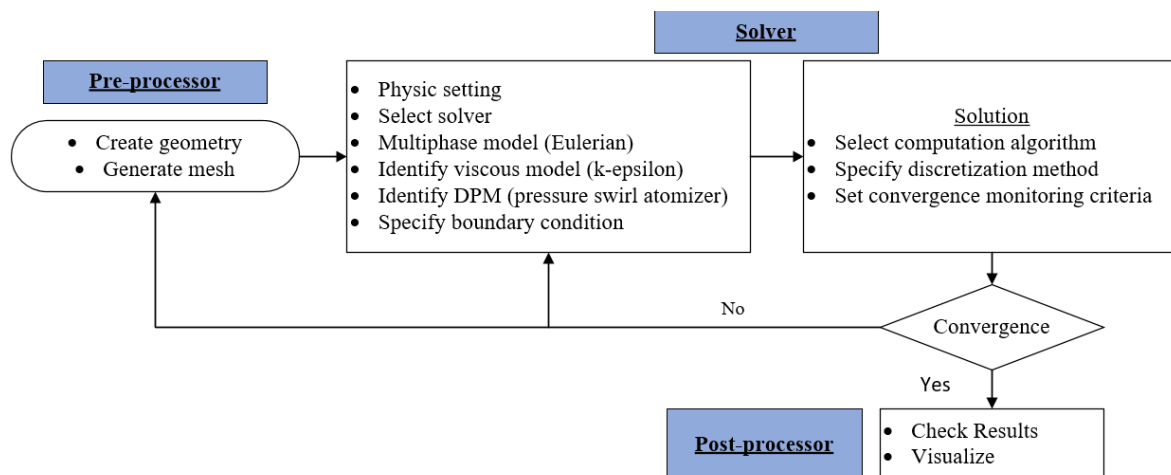 Solver
Pre-processor
• Create geometry
• Generate mesh
• Physic setting
• Select solver
• Multiphase model (Eulerian)
• Identify viscous model (k-epsilon)
• Identify DPM (pressure swirl atomizer)
• Specify boundary condition
Solution
• Select computation algorithm
• Specify discretization method
• Set convergence monitoring criteria
No
Convergence
Yes
Post-processor
• Check Results
• Visualize